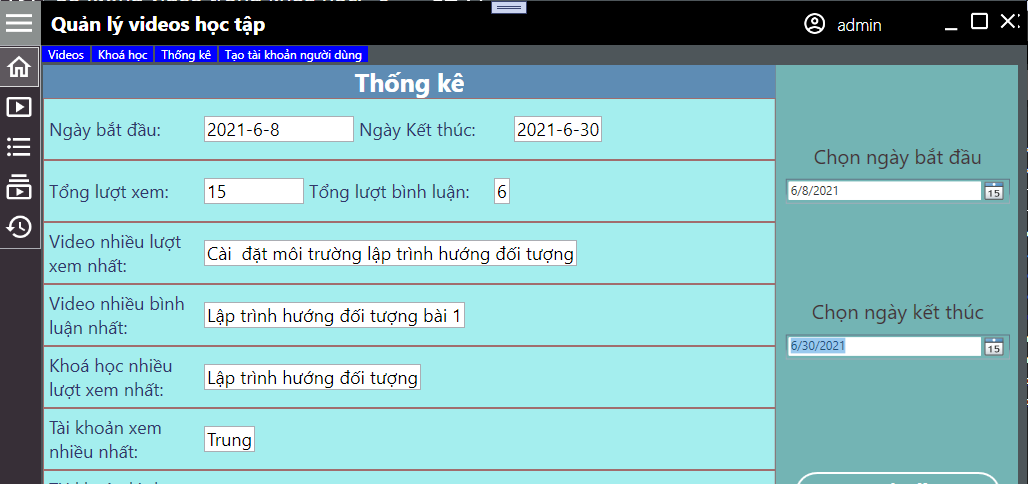 Quản lý videos học tập
admin
Videos Khoá học Thống kê Tạo tài khoản người dùng
Thống kê
Ngày bắt đầu: 2021-6-8 Ngày Kết thúc: 2021-6-30
Chọn ngày bắt đầu
6/8/2021 15
Tổng lượt xem: 15 Tổng lượt bình luận: 6
Video nhiều lượt
xem nhất:
Cài  đặt môi trường lập trình hướng đối tượng
Video nhiều bình
luận nhất:
Lập trình hướng đối tượng bài 1
Chọn ngày kết thúc
6/30/2021 15
Khoá học nhiều
lượt xem nhất:
Lập trình hướng đối tượng
Tài khoản xem
nhiều nhất:
Trung